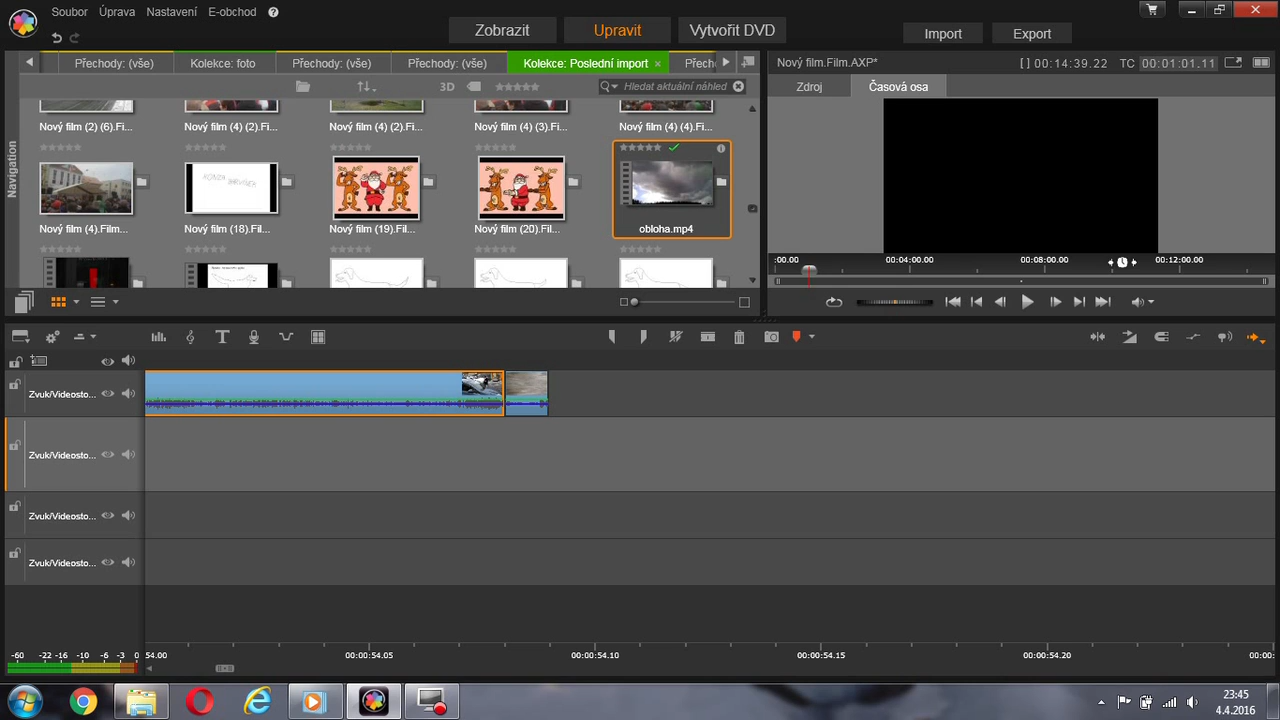 Soubor Úprava Nastavení E-obchod ?
Zobrazit Upravit Vytvořit DVD Import Export
Přechody: (vše) Kolekce: foto Přechody: (vše) Přechody: (vše) Kolekce: Poslední import × Přech
Nový film.Film.AXP* [] 00:14:39.22 TC 00:01:01.11
3D Hledat aktuální náhled
Zdroj Časová osa
Navigation
Nový film (2) (6).Fi... Nový film (4) (2).Fi... Nový film (4) (2).Fi... Nový film (4) (3).Fi... Nový film (4) (4).Fi...
Nový film (4).Film... Nový film (18).Fil... Nový film (19).Fil... Nový film (20).Fil... obloha.mp4
:00.00 00:04:00.00 00:08:00.00 00:12:00.00
Zvuk/Videosto...
Zvuk/Videosto...
Zvuk/Videosto...
Zvuk/Videosto...
-60 -22 -16 -10 -6 -3 0 :54.00 00:00:54.05 00:00:54.10 00:00:54.15 00:00:54.20 00:00:
23:45
4.4.2016